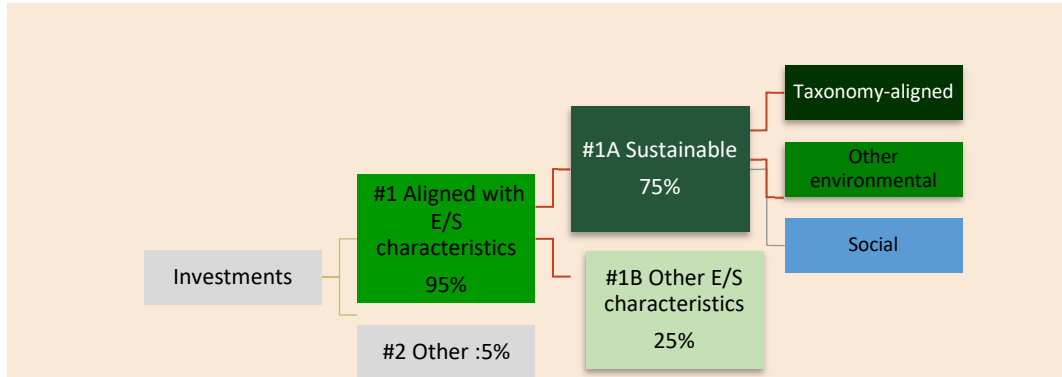 Investments
#1 Aligned with
E/S
characteristics
95%
#2 Other :5%
#1A Sustainable
75%
#1B Other E/S
characteristics
25%
Taxonomy-aligned
Other
environmental
Social